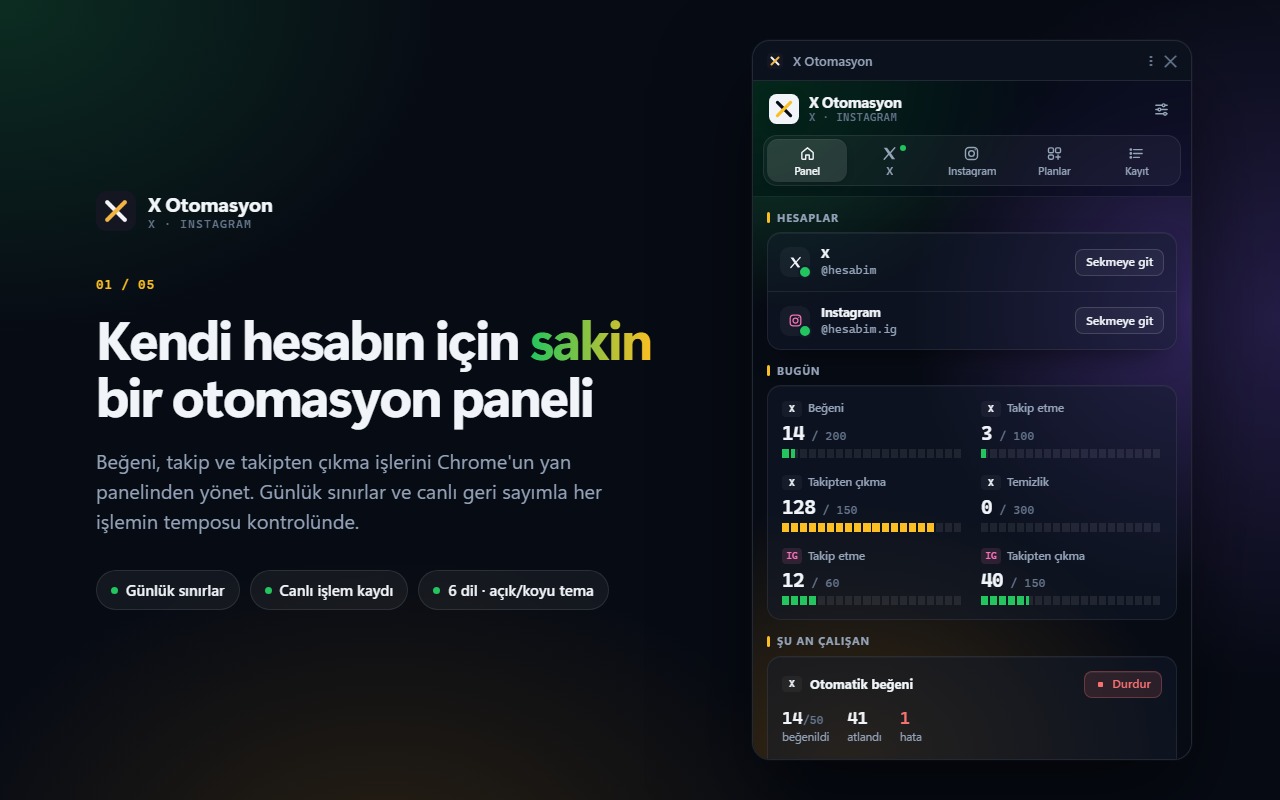 X Otomasyon
X · INSTAGRAM
01 / 05
Kendi hesabın için sakin
bir otomasyon paneli
Beğeni, takip ve takipten çıkma işlerini Chrome'un yan
panelinden yönet. Günlük sınırlar ve canlı geri sayımla her
işlemin temposu kontrolünde.
Günlük sınırlar
Canlı işlem kaydı
6 dil · açık/koyu tema
X Otomasyon
X Otomasyon
X · INSTAGRAM
Panel
X
Instagram
Planlar
Kayıt
HESAPLAR
X
@hesabim
Sekmeye git
Instagram
@hesabim.ig
Sekmeye git
BUGÜN
X Beğeni
14 / 200
X Takip etme
3 / 100
X Takipten çıkma
128 / 150
X Temizlik
0 / 300
IG Takip etme
12 / 60
IG Takipten çıkma
40 / 150
ŞU AN ÇALIŞAN
X Otomatik beğeni
Durdur
14/50
beğenildi
41
atlandı
1
hata